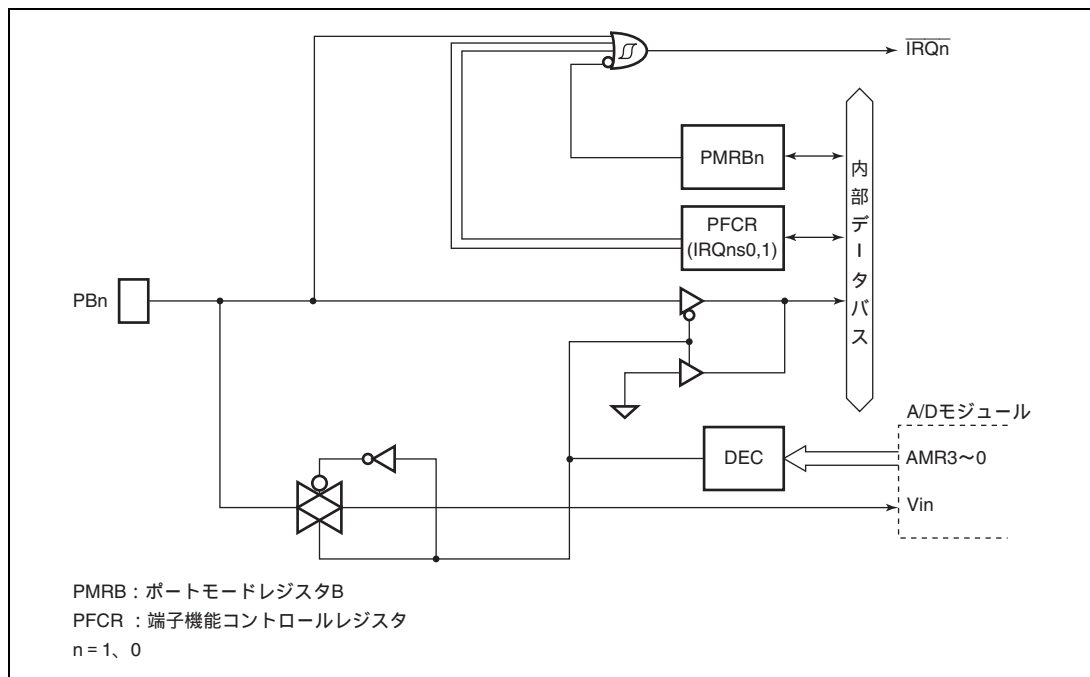 IRQn
PMRBn
PFCR
(IRQns0,1)
内部データバス
PBn
A/Dモジュール
DEC
AMR3～0
Vin
PMRB：ポートモードレジスタB
PFCR ：端子機能コントロールレジスタ
n = 1、0